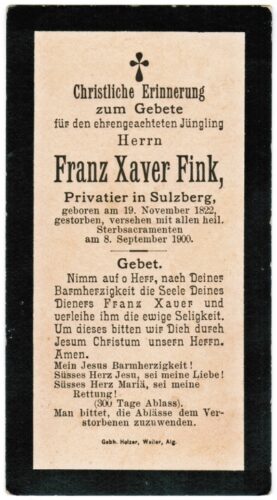 Christliche Erinnerung
zum Gebete
für den ehrengeachteten Jüngling
Herrn
Franz Xaver Fink,
Privatier in Sulzberg,
geboren am 19. November 1822,
gestorben, versehen mit allen heil.
Sterbsacramenten
am 8. September 1900.
Gebet.
Nimm auf o Herr, nach Deiner
Barmherzigkeit die Seele Deines
Dieners Franz Xaver und
verleihe ihm die ewige Seligkeit.
Um dieses bitten wir Dich durch
Jesum Christum unsern Herrn.
Amen.
Mein Jesus Barmherzigkeit!
Süsses Herz Jesu, sei meine Liebe!
Süsses Herz Mariä, sei meine
Rettung!
(300 Tage Ablass).
Man bittet, die Ablässe dem Ver-
storbenen zuzuwenden.
Gebh. Holzer, Weiler, Alg.